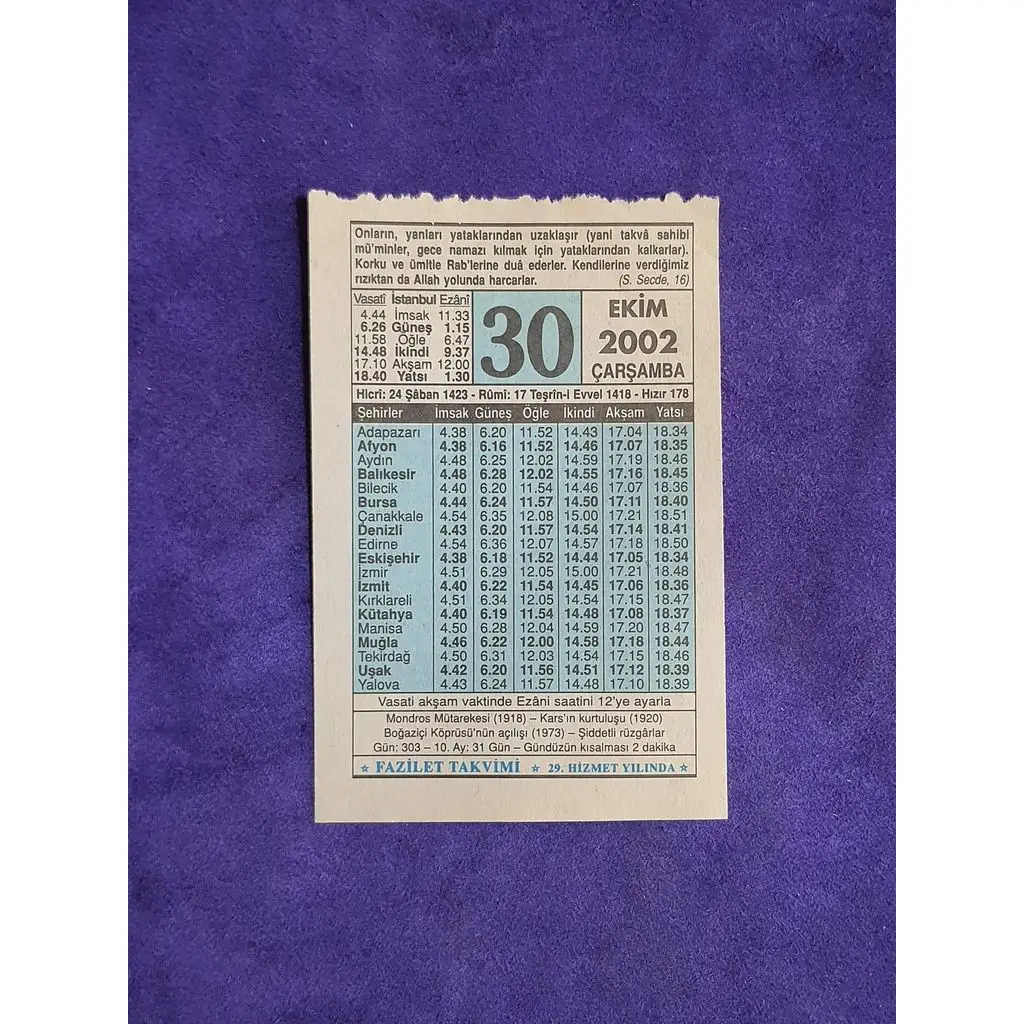 Onların, yanları yataklarından uzaklaşır (yani takvâ sahibi
mü'minler, gece namazı kılmak için yataklarından kalkarlar).
Korku ve ümitle Rab'lerine duâ ederler. Kendilerine verdiğimiz
rızıktan da Allah yolunda harcarlar. (S. Secde, 16)
Vasatî İstanbul Ezânî
4.44 İmsak 11.33
6.26 Güneş 1.15
11.58 Öğle 6.47
14.48 İkindi 9.37
17.10 Akşam 12.00
18.40 Yatsı 1.30
30
EKİM
2002
ÇARŞAMBA
Hicrî: 24 Şâban 1423 - Rûmî: 17 Teşrîn-i Evvel 1418 - Hızır 178
Şehirler İmsak Güneş Öğle İkindi Akşam Yatsı
Adapazarı 4.38 6.20 11.52 14.43 17.04 18.34
Afyon 4.38 6.16 11.52 14.46 17.07 18.35
Aydın 4.48 6.25 12.02 14.59 17.19 18.46
Balıkesir 4.48 6.28 12.02 14.55 17.16 18.45
Bilecik 4.40 6.20 11.54 14.46 17.07 18.36
Bursa 4.44 6.24 11.57 14.50 17.11 18.40
Çanakkale 4.54 6.35 12.08 15.00 17.21 18.51
Denizli 4.43 6.20 11.57 14.54 17.14 18.41
Edirne 4.54 6.36 12.07 14.57 17.18 18.50
Eskişehir 4.38 6.18 11.52 14.44 17.05 18.34
İzmir 4.51 6.29 12.05 15.00 17.21 18.48
İzmit 4.40 6.22 11.54 14.45 17.06 18.36
Kırklareli 4.51 6.34 12.05 14.54 17.15 18.47
Kütahya 4.40 6.19 11.54 14.48 17.08 18.37
Manisa 4.50 6.28 12.04 14.59 17.20 18.47
Muğla 4.46 6.22 12.00 14.58 17.18 18.44
Tekirdağ 4.50 6.31 12.03 14.54 17.15 18.46
Uşak 4.42 6.20 11.56 14.51 17.12 18.39
Yalova 4.43 6.24 11.57 14.48 17.10 18.39
Vasati akşam vaktinde Ezâni saatini 12'ye ayarla
Mondros Mütarekesi (1918) – Kars'ın kurtuluşu (1920)
Boğaziçi Köprüsü'nün açılışı (1973) – Şiddetli rüzgârlar
Gün: 303 – 10. Ay: 31 Gün – Gündüzün kısalması 2 dakika
☆ FAZİLET TAKVİMİ ☆ 29. HİZMET YILINDA ☆